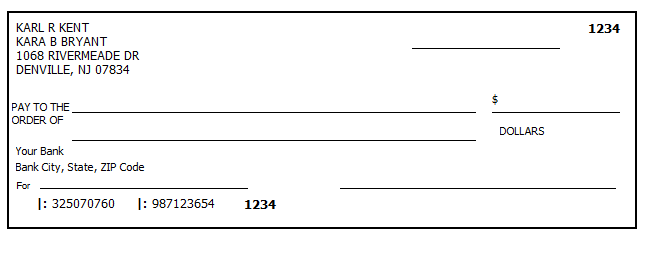 KARL R KENT
1234
KARA B BRYANT
1068 RIVERMEADE DR
DENVILLE, NJ 07834
PAY TO THE
ORDER OF
$
DOLLARS
Your Bank
Bank City, State, ZIP Code
For
|: 325070760 |: 987123654 1234